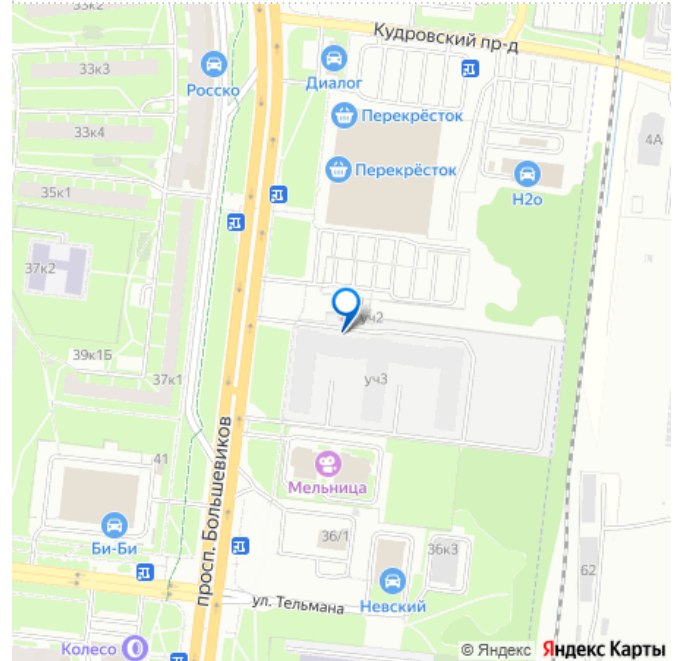 33к2
Кудровский пр-д
33к3
Росско
Диалог
33к4
Перекрёсток
4А
Перекрёсток
35к1
Н2о
37к2
уч2
39к1Б
37к1
уч3
просп. Большевиков
41
Мельница
Би-Би
36/1
36к3
62
ул. Тельмана
Невский
Колесо
© Яндекс Яндекс Карты